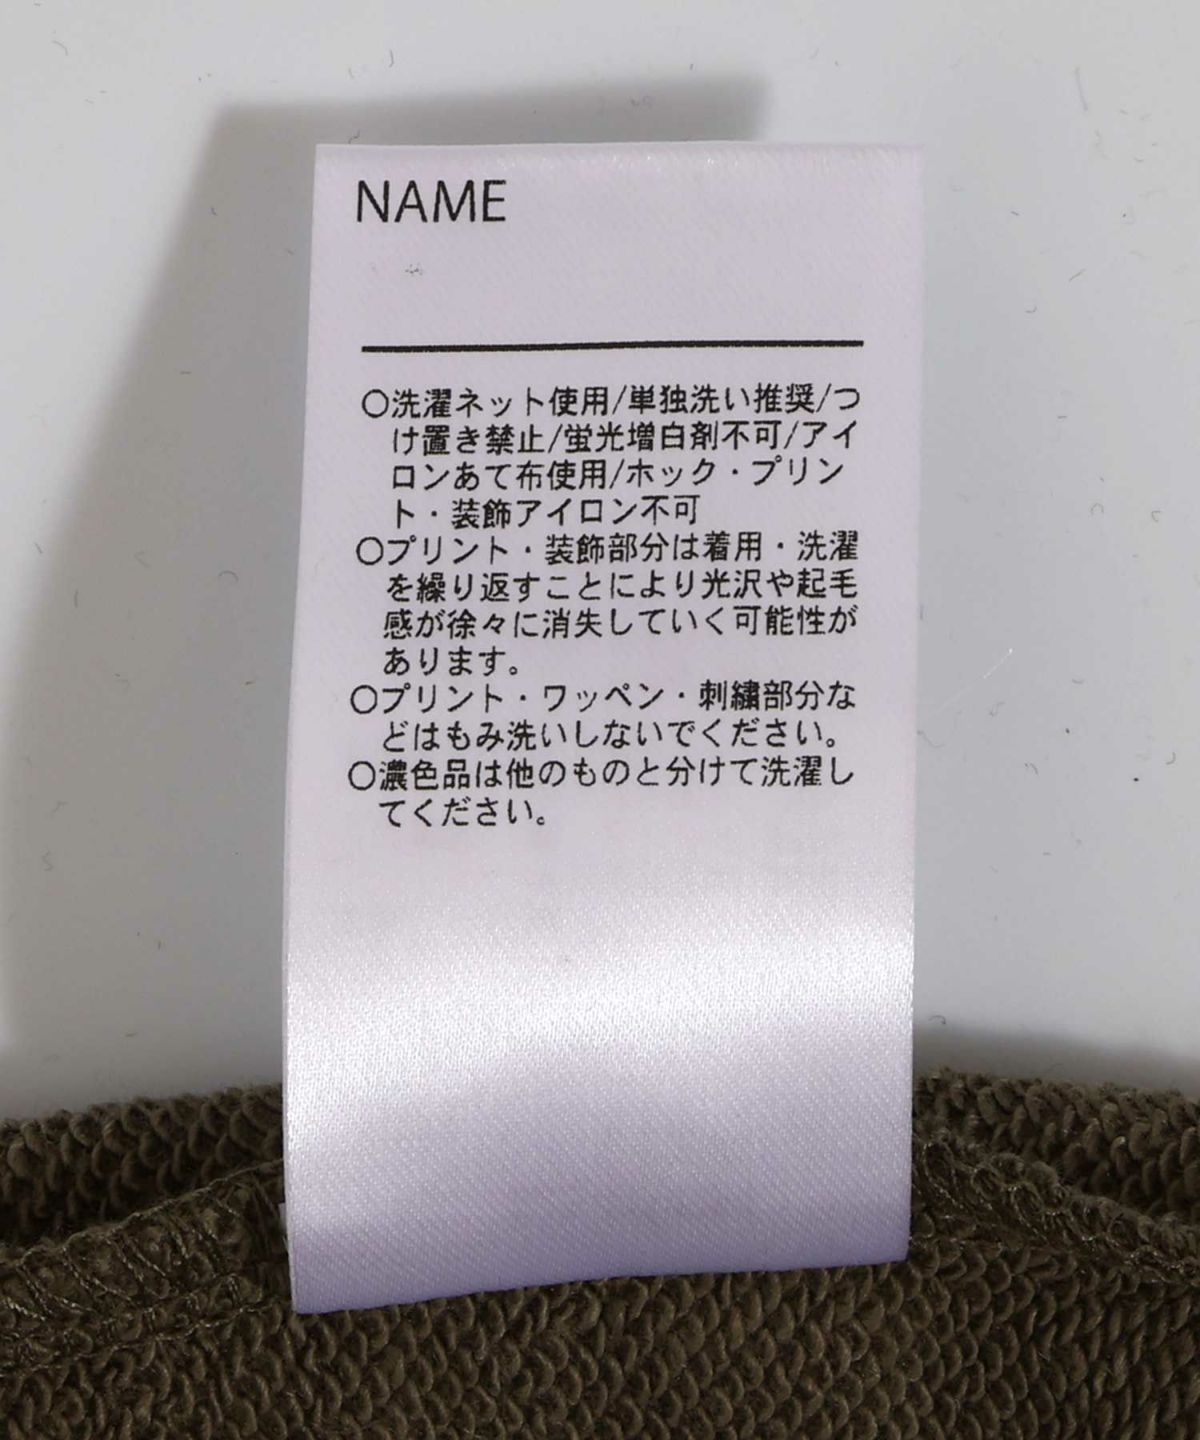 NAME
○洗濯ネット使用/単独洗い推奨/つ
け置き禁止/蛍光増白剤不可/アイ
ロンあて布使用/ホック・プリン
ト・装飾アイロン不可
○プリント・装飾部分は着用・洗濯
を繰り返すことにより光沢や起毛
感が徐々に消失していく可能性が
あります。
○プリント・ワッペン・刺繍部分な
どはもみ洗いしないでください。
○濃色品は他のものと分けて洗濯し
てください。